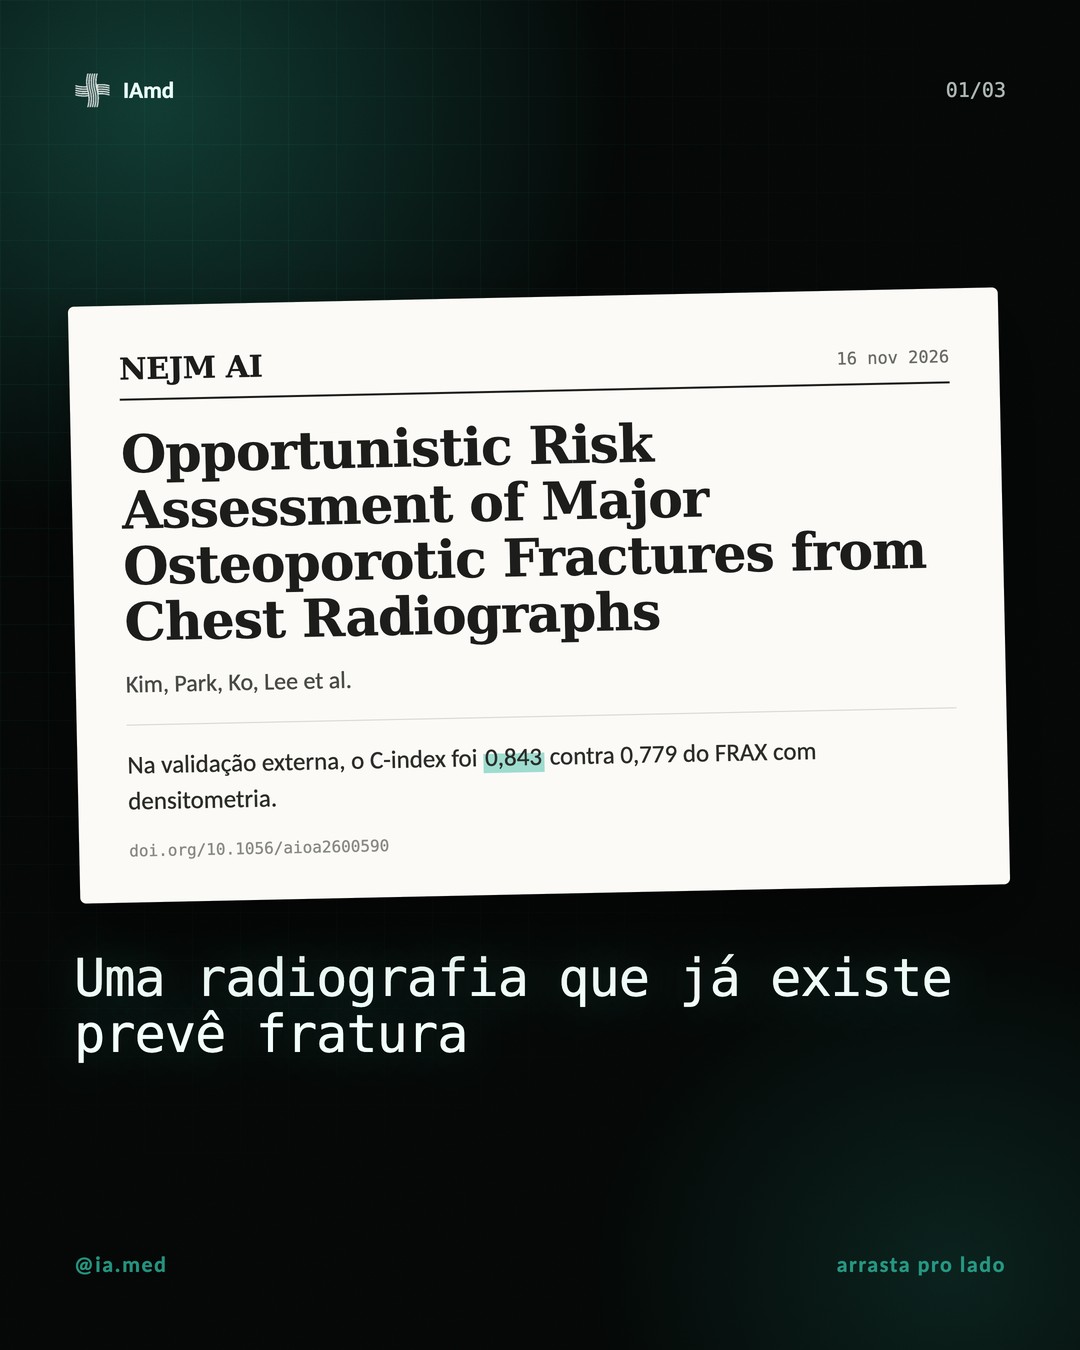 IAmd
01/03
NEJM AI
16 nov 2026
Opportunistic Risk
Assessment of Major
Osteoporotic Fractures from
Chest Radiographs
Kim, Park, Ko, Lee et al.
Na validação externa, o C-index foi 0,843 contra 0,779 do FRAX com
densitometria.
doi.org/10.1056/aioa2600590
Uma radiografia que já existe
prevê fratura
@ia.med
arrasta pro lado